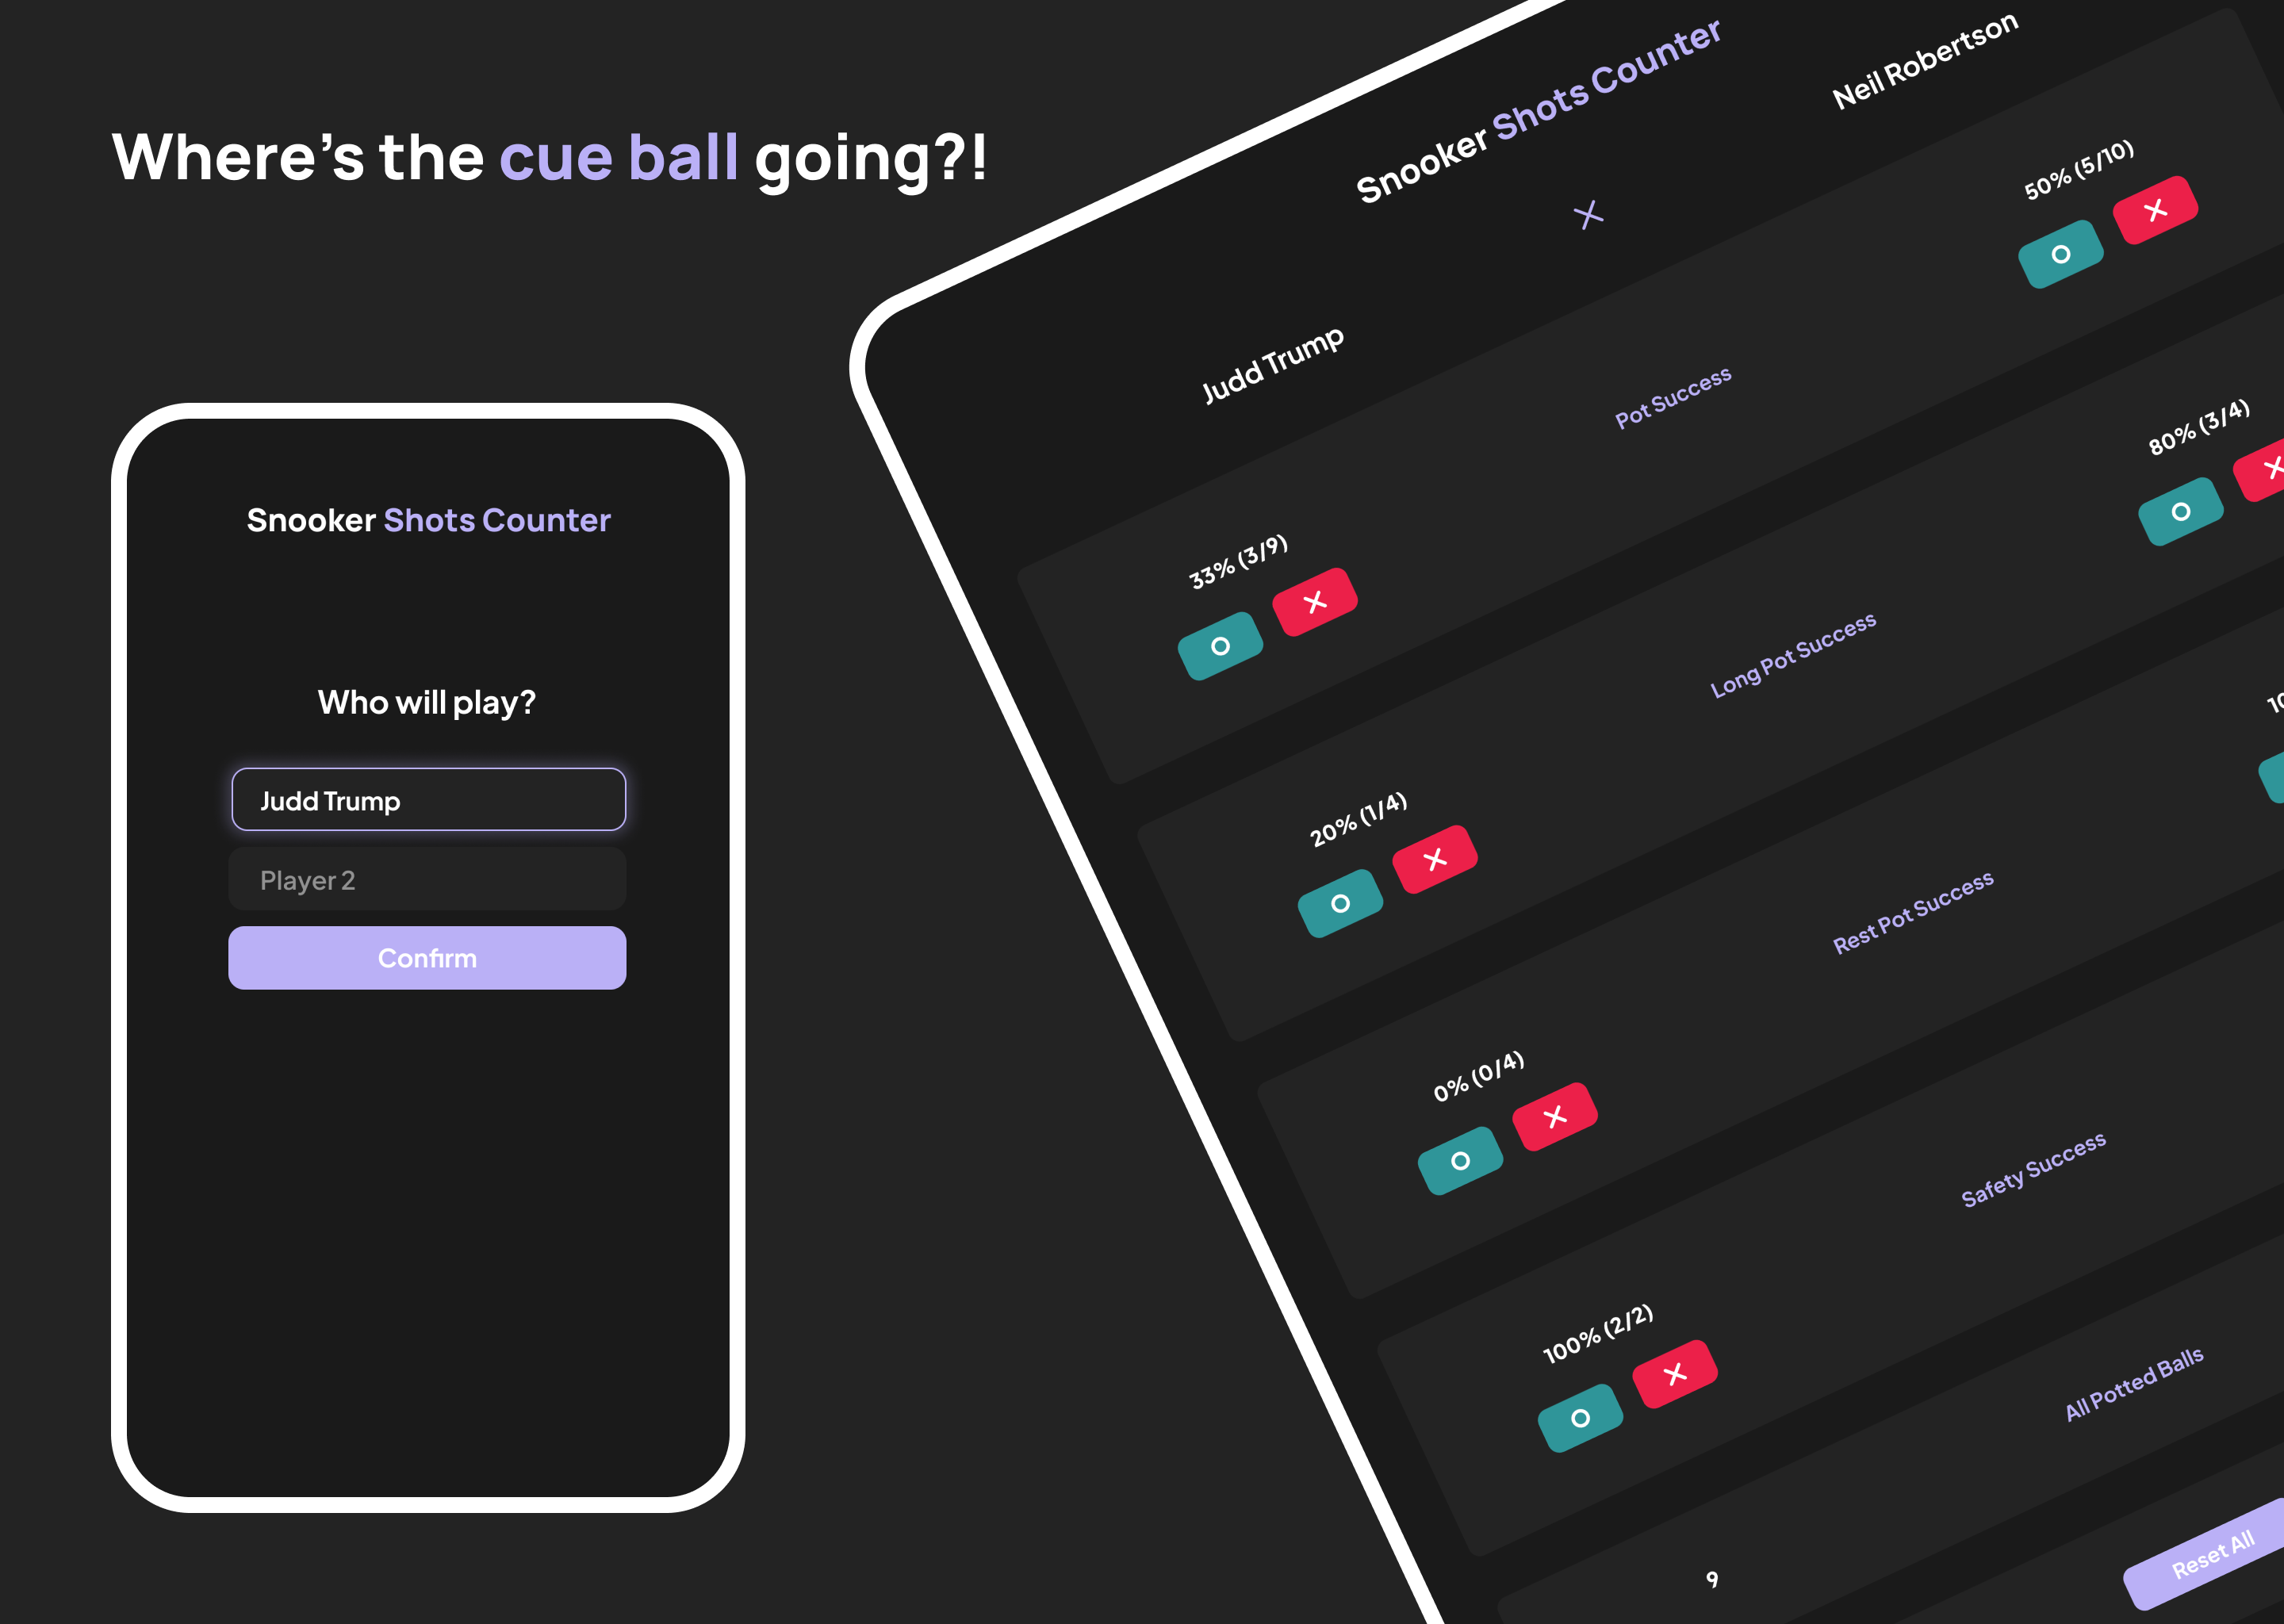 Where's the cue ball going?!
Snooker Shots Counter
Who will play?
Judd Trump
Player 2
Confirm
Snooker Shots Counter
Judd Trump
Neil Robertson
33% (3/9)
Pot Success
50% (5/10)
20% (1/4)
Long Pot Success
80% (3/4)
0% (0/4)
Rest Pot Success
100% (2/2)
Safety Success
9
All Potted Balls
Reset All